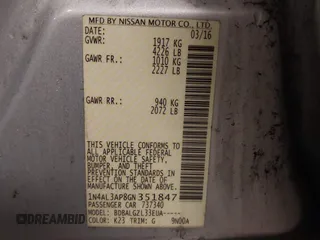 MFD BY NISSAN MOTOR CO., LTD.
DATE: 03/16
GVWR: 1917 KG
4226 LB
GAWR FR: 1010 KG
2227 LB
GAWR RR: 940 KG
2072 LB
THIS VEHICLE CONFORMS TO
ALL APPLICABLE FEDERAL MOTOR
VEHICLE SAFETY, BUMPER, AND
THEFT PREVENTION STANDARDS
IN EFFECT ON THE DATE OF
MANUFACTURE SHOWN ABOVE.
1N4AL3AP8GN351847
PASSENGER CAR 737340
MODEL: BDBALGZL33EUA-----
COLOR: K23 TRIM: G 9N00A
DREAMBID